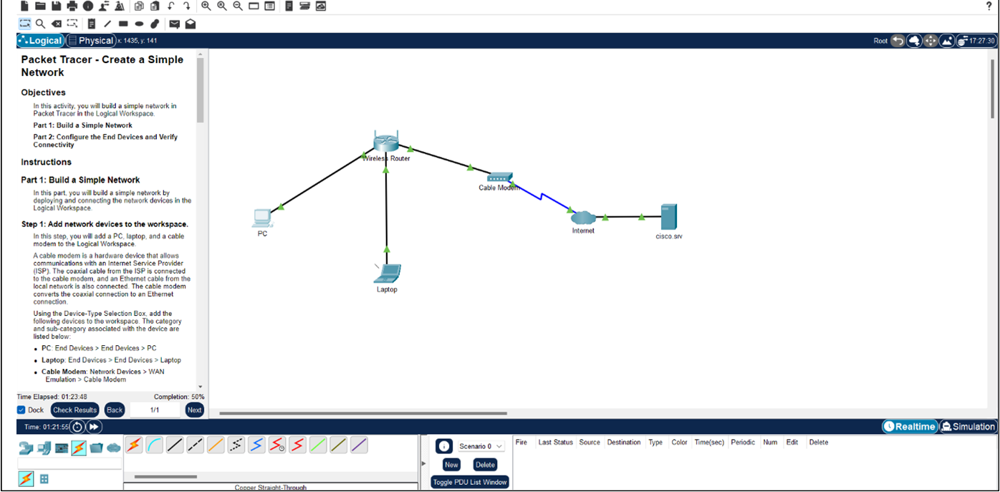 ?
Logical
Physical
x: 1435, y: 141
Root
17:27:30
Packet Tracer - Create a Simple
Network
Objectives
In this activity, you will build a simple network in
Packet Tracer in the Logical Workspace.
Part 1: Build a Simple Network
Part 2: Configure the End Devices and Verify
Connectivity
Instructions
Part 1: Build a Simple Network
In this part, you will build a simple network by
deploying and connecting the network devices in the
Logical Workspace.
Step 1: Add network devices to the workspace.
In this step, you will add a PC, laptop, and a cable
modem to the Logical Workspace.
A cable modem is a hardware device that allows
communications with an Internet Service Provider
(ISP). The coaxial cable from the ISP is connected
to the cable modem, and an Ethernet cable from the
local network is also connected. The cable modem
converts the coaxial connection to an Ethernet
connection.
Using the Device-Type Selection Box, add the
following devices to the workspace. The category
and sub-category associated with the device are
listed below:
• PC: End Devices > End Devices > PC
• Laptop: End Devices > End Devices > Laptop
• Cable Modem: Network Devices > WAN
Emulation > Cable Modem
Time Elapsed: 01:23:48
Completion: 50%
Dock
Check Results
Back
1/1
Next
Wireless Router
Cable Modem
PC
Internet
cisco.srv
Laptop
Time: 01:21:55
Realtime
Simulation
Scenario 0
New
Delete
Toggle PDU List Window
Fire Last Status Source Destination Type Color Time(sec) Periodic Num Edit Delete
Copper Straight-Through